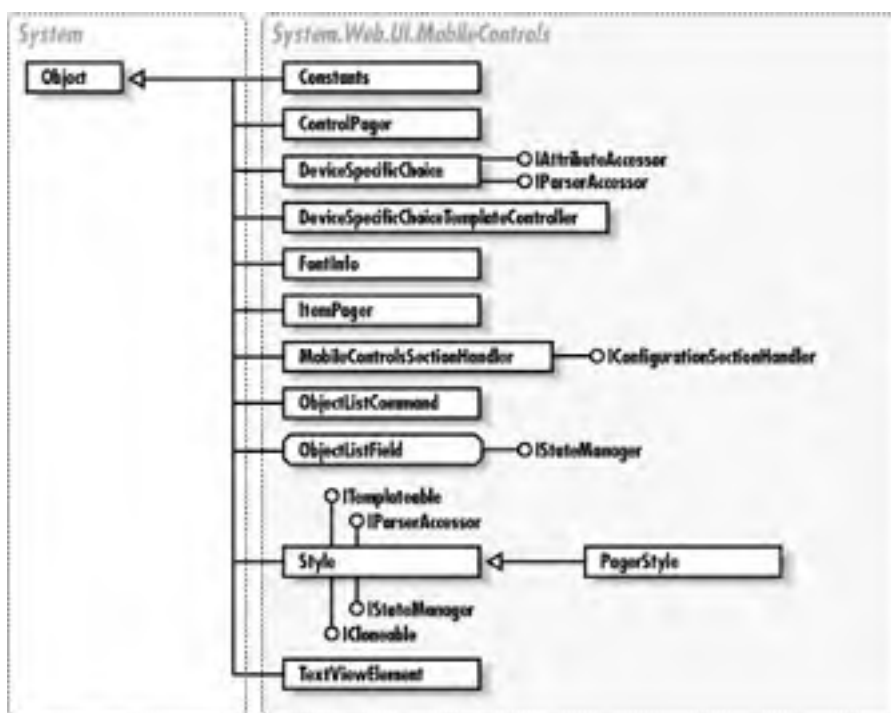 System
System.Web.UI.MobileControls
Object
Constants
ControlPager
DeviceSpecificChoice
IAttributeAccessor
IParserAccessor
DeviceSpecificChoiceTemplateController
FontInfo
ItemPager
MobileControlsSectionHandler
IConfigurationSectionHandler
ObjectListCommand
ObjectListField
IStateManager
ITemplateable
IParserAccessor
Style
PagerStyle
IStateManager
ICloneable
TextViewElement